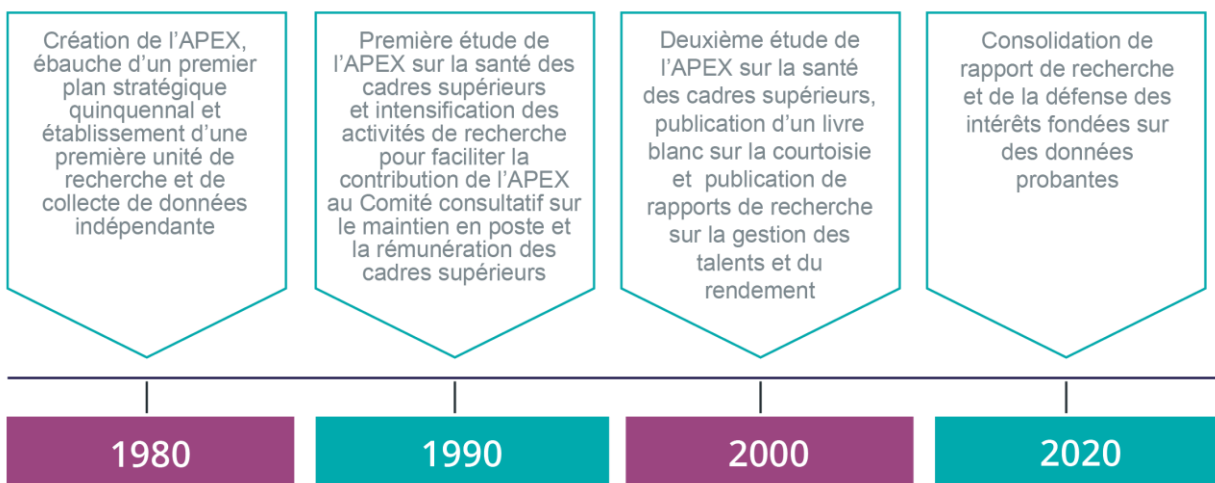 Création de l'APEX,
ébauche d'un premier
plan stratégique
quinquennal et
établissement d'une
première unité de
recherche et de
collecte de données
indépendante
Première étude de
l'APEX sur la santé des
cadres supérieurs
et intensification des
activités de recherche
pour faciliter la
contribution de l'APEX
au Comité consultatif sur
le maintien en poste et
la rémunération des
cadres supérieurs
Deuxième étude de
l'APEX sur la santé
des cadres supérieurs,
publication d'un livre
blanc sur la courtoisie
et publication de
rapports de recherche
sur la gestion des
talents et du
rendement
Consolidation de
rapport de recherche
et de la défense des
intérêts fondées sur
des données
probantes
1980
1990
2000
2020